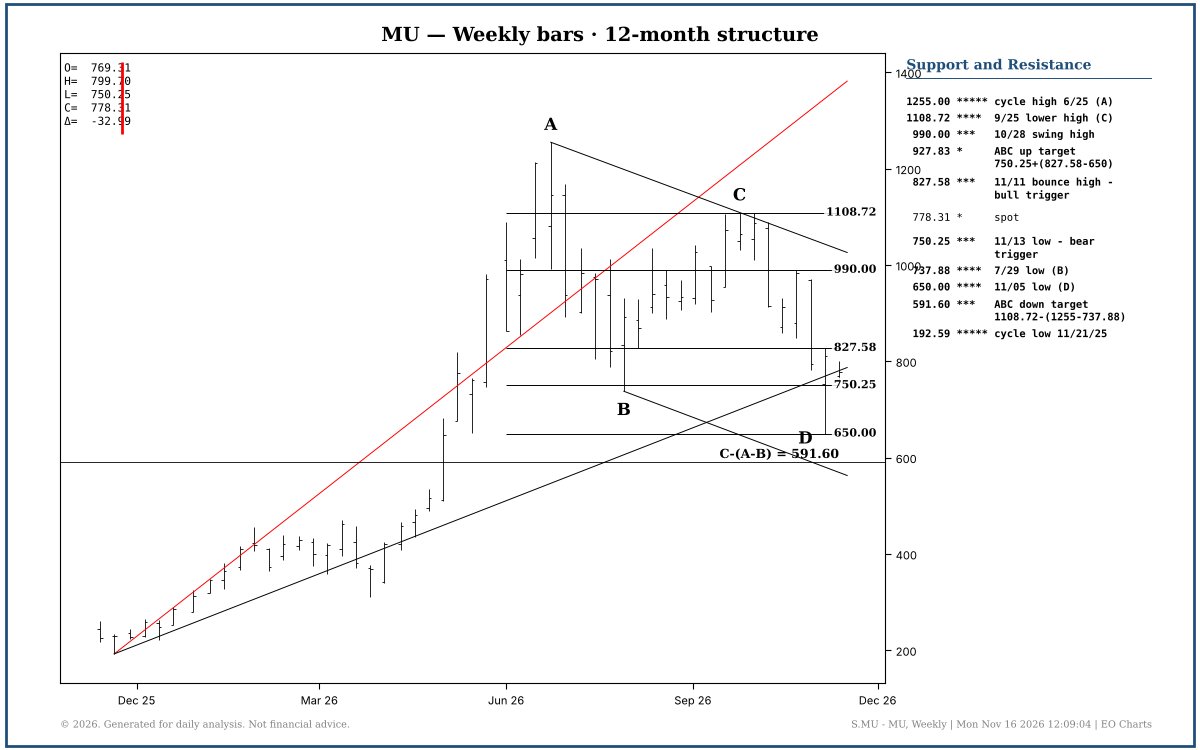 MU — Weekly bars · 12-month structure
O=  769.31
H=  799.70
L=  750.25
C=  778.31
Δ=  -32.99
A
C
B
D
1108.72
990.00
827.58
750.25
650.00
C-(A-B) = 591.60
1400
1200
1000
800
600
400
200
Dec 25
Mar 26
Jun 26
Sep 26
Dec 26
Support and Resistance
1255.00 ***** cycle high 6/25 (A)
1108.72 **** 9/25 lower high (C)
990.00 *** 10/28 swing high
927.83 * ABC up target
750.25+(827.58-650)
827.58 *** 11/11 bounce high -
bull trigger
778.31 * spot
750.25 *** 11/13 low - bear
trigger
737.88 **** 7/29 low (B)
650.00 **** 11/05 low (D)
591.60 *** ABC down target
1108.72-(1255-737.88)
192.59 ***** cycle low 11/21/25
© 2026. Generated for daily analysis. Not financial advice.
S.MU - MU, Weekly | Mon Nov 16 2026 12:09:04 | EO Charts